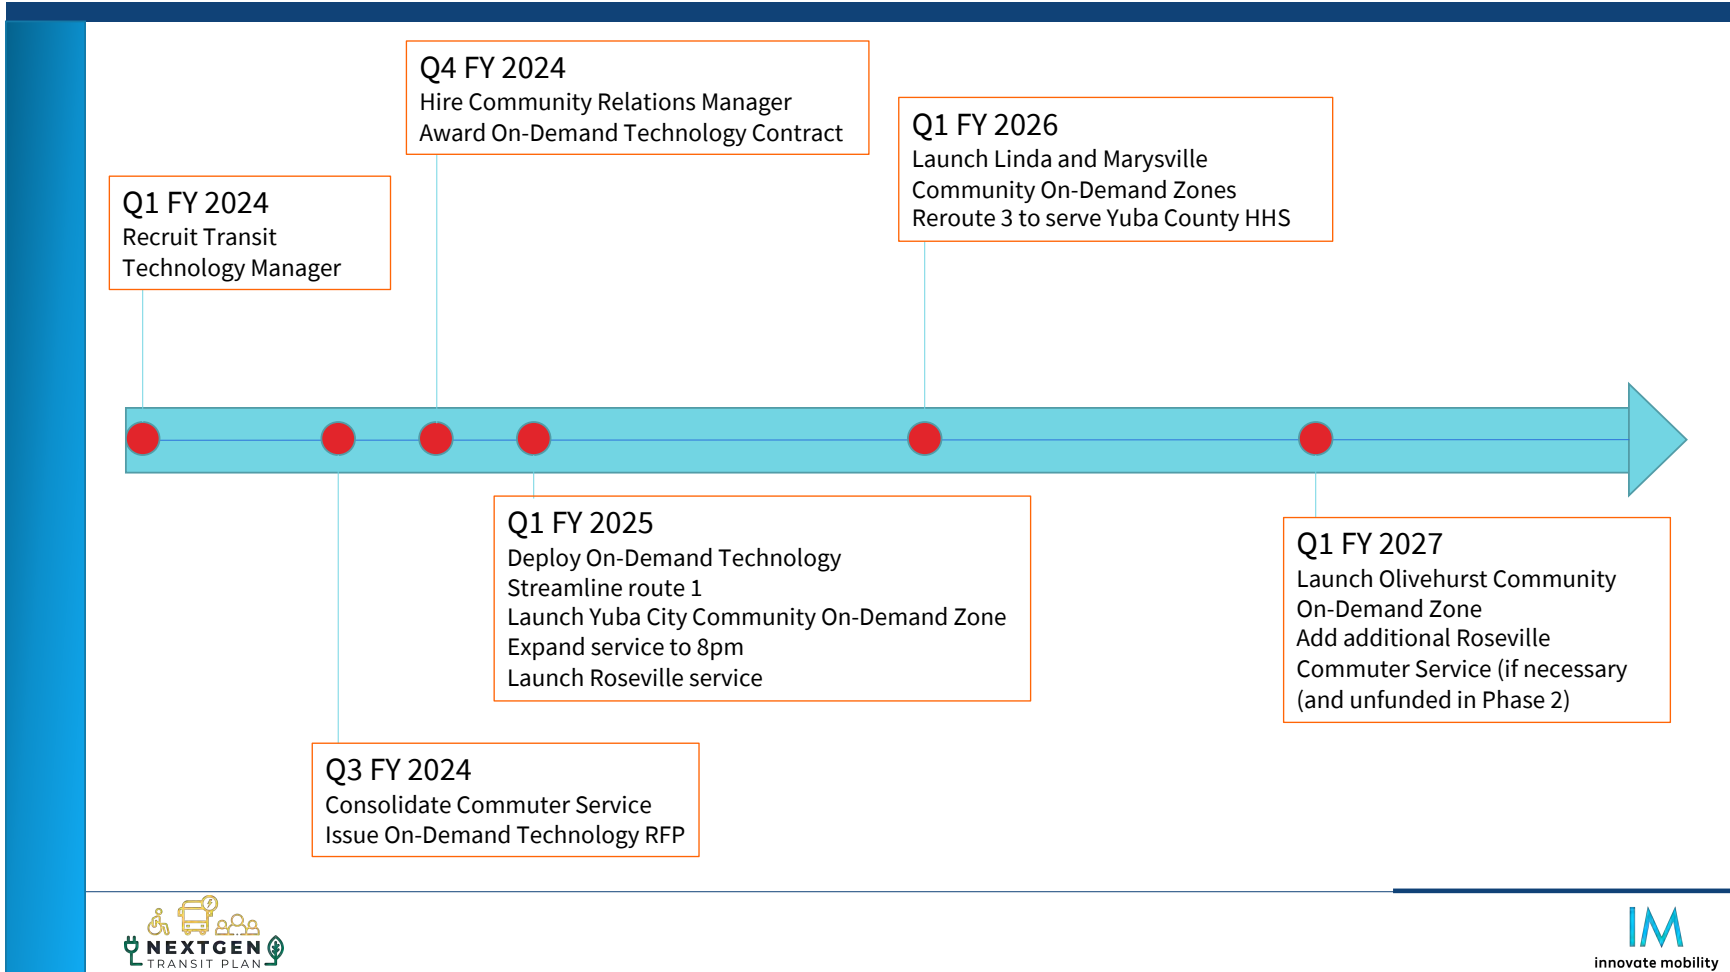 Q4 FY 2024
Hire Community Relations Manager
Award On-Demand Technology Contract
Q1 FY 2026
Launch Linda and Marysville
Community On-Demand Zones
Reroute 3 to serve Yuba County HHS
Q1 FY 2024
Recruit Transit
Technology Manager
Q1 FY 2025
Deploy On-Demand Technology
Streamline route 1
Launch Yuba City Community On-Demand Zone
Expand service to 8pm
Launch Roseville service
Q1 FY 2027
Launch Olivehurst Community
On-Demand Zone
Add additional Roseville
Commuter Service (if necessary
(and unfunded in Phase 2)
Q3 FY 2024
Consolidate Commuter Service
Issue On-Demand Technology RFP
NEXTGEN
TRANSIT PLAN
IM
innovate mobility